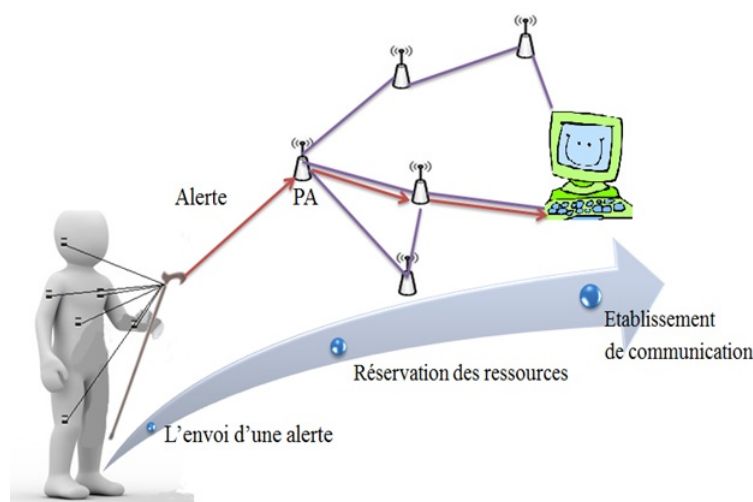 Alerte
PA
Etablissement
de communication
Réservation des ressources
L'envoi d'une alerte